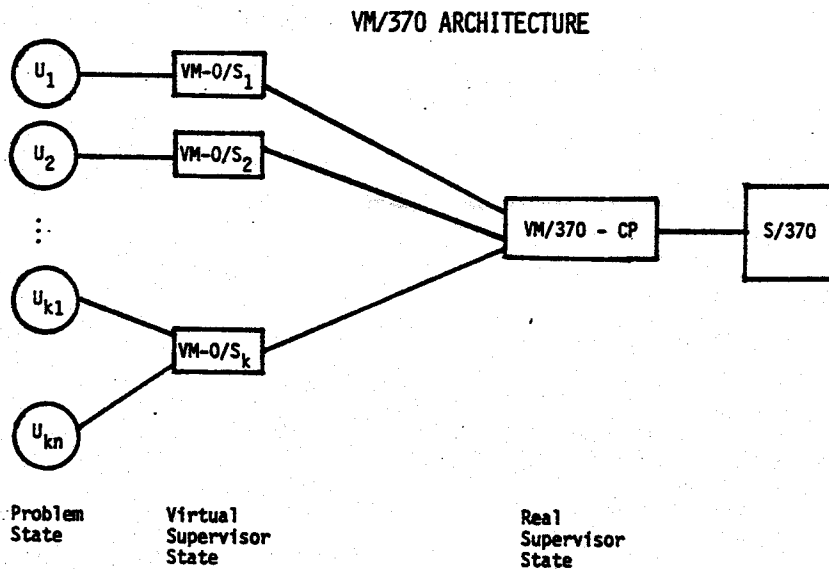 VM/370 ARCHITECTURE
U1
VM-O/S1
U2
VM-O/S2
⋮
VM/370 - CP
S/370
Uk1
VM-O/Sk
Ukn
Problem
State
Virtual
Supervisor
State
Real
Supervisor
State